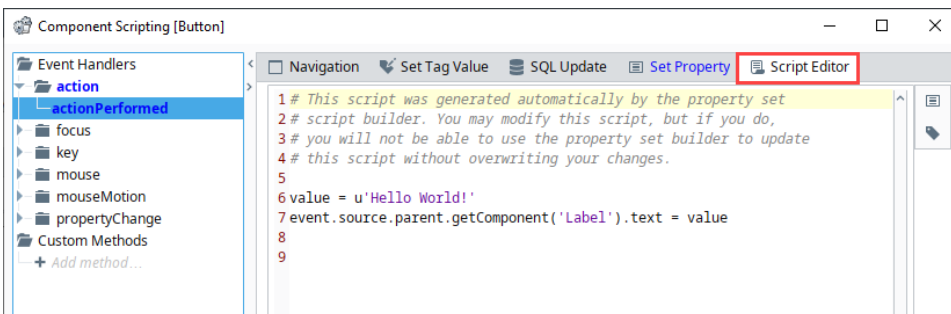 Component Scripting [Button]
Event Handlers
action
actionPerformed
focus
key
mouse
mouseMotion
propertyChange
Custom Methods
Add method...
Navigation Set Tag Value SQL Update Set Property Script Editor
1 # This script was generated automatically by the property set
2 # script builder. You may modify this script, but if you do,
3 # you will not be able to use the property set builder to update
4 # this script without overwriting your changes.
5
6 value = u'Hello World!'
7 event.source.parent.getComponent('Label').text = value
8
9